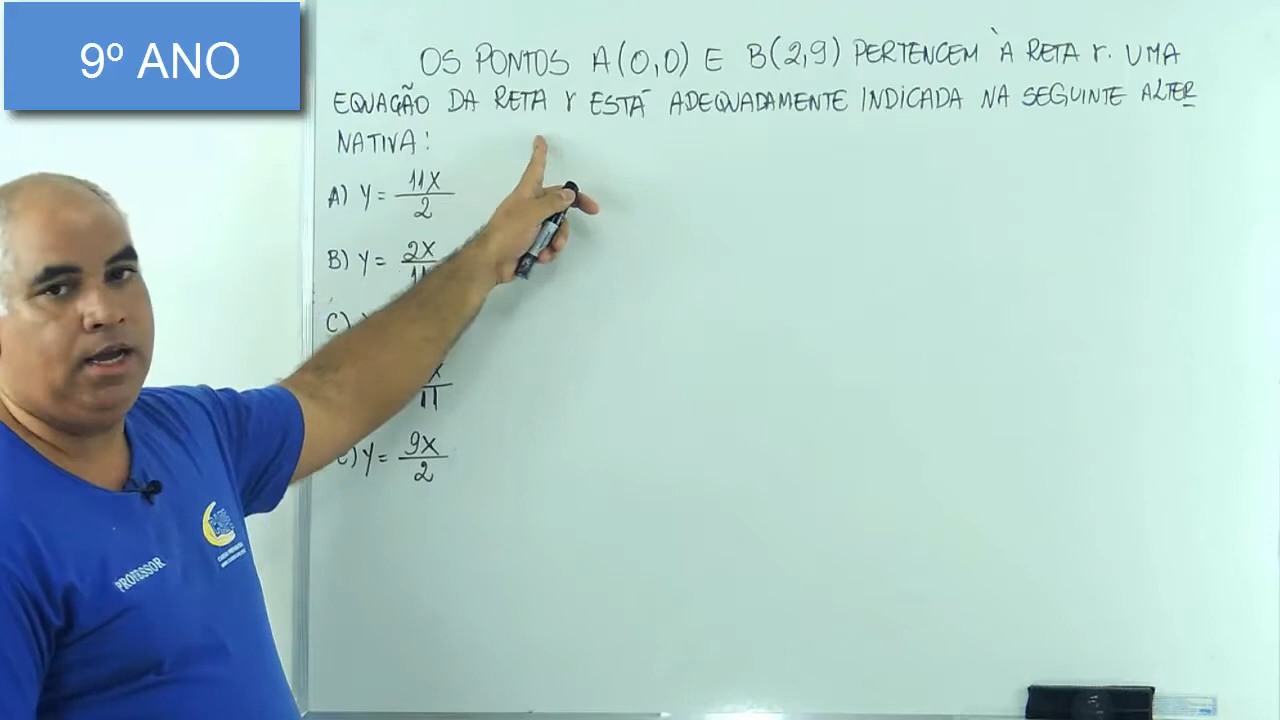 9º ANO
OS PONTOS A(0,0) E B(2,9) PERTENCEM À RETA r. UMA
EQUAÇÃO DA RETA r ESTÁ ADEQUADAMENTE INDICADA NA SEGUINTE ALTER
NATIVA:
A) Y = 11X
2
B) Y = 2X
11
C)
X
11
) Y = 9X
2
PROFESSOR